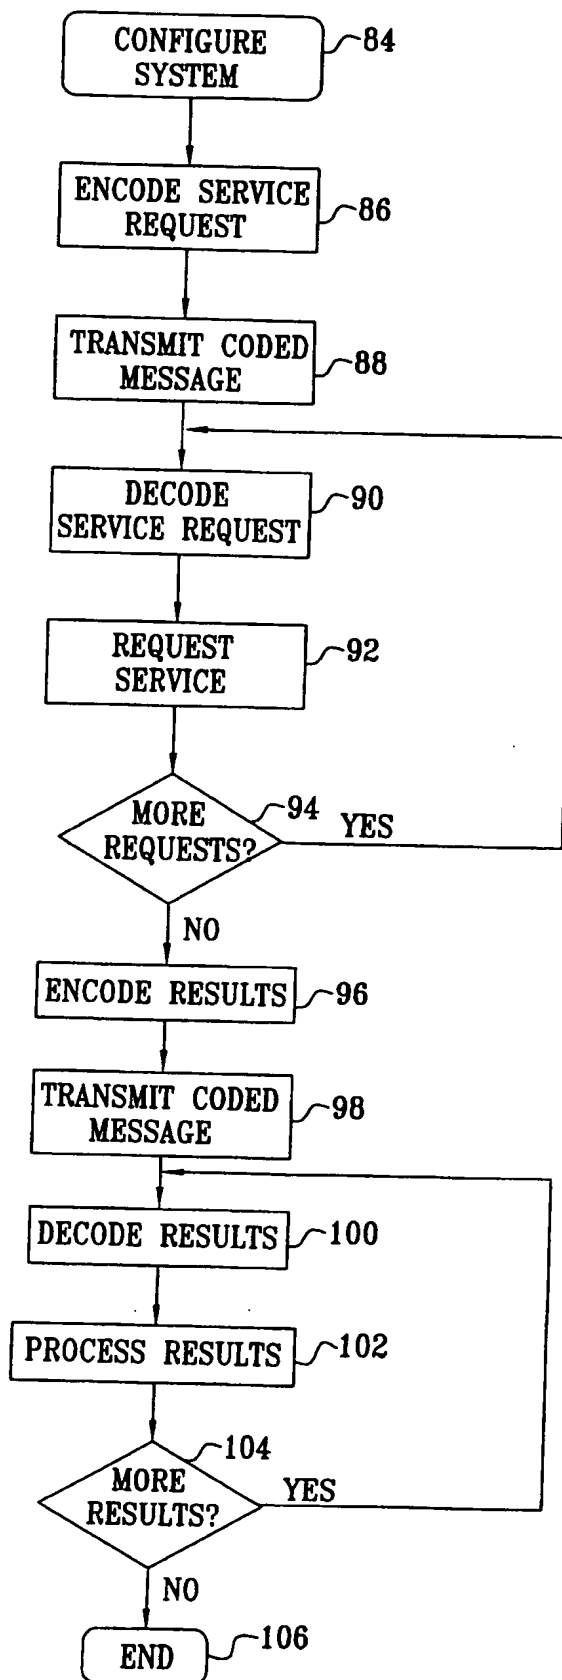 CONFIGURE
SYSTEM
84
ENCODE SERVICE
REQUEST
86
TRANSMIT CODED
MESSAGE
88
DECODE
SERVICE REQUEST
90
REQUEST
SERVICE
92
MORE
REQUESTS?
94
YES
NO
ENCODE RESULTS
96
TRANSMIT CODED
MESSAGE
98
DECODE RESULTS
100
PROCESS RESULTS
102
104
MORE
RESULTS?
YES
NO
END
106